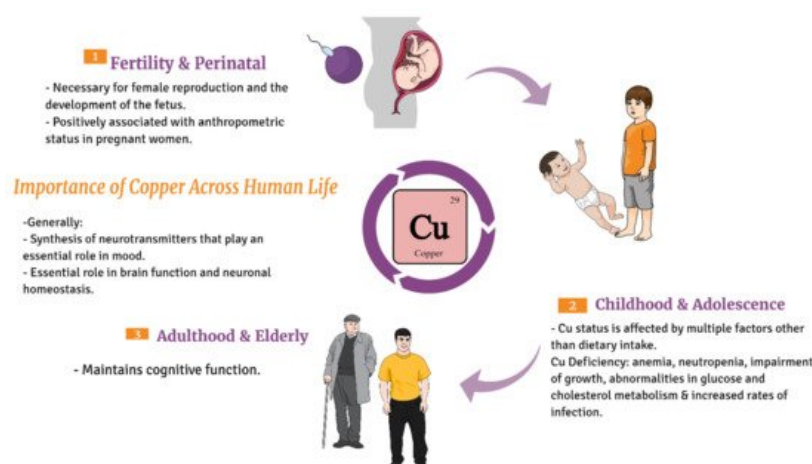 1 Fertility & Perinatal
- Necessary for female reproduction and the
development of the fetus.
- Positively associated with anthropometric
status in pregnant women.
Importance of Copper Across Human Life
-Generally:
- Synthesis of neurotransmitters that play an
essential role in mood.
- Essential role in brain function and neuronal
homeostasis.
29
Cu
Copper
2 Childhood & Adolescence
- Cu status is affected by multiple factors other
than dietary intake.
Cu Deficiency: anemia, neutropenia, impairment
of growth, abnormalities in glucose and
cholesterol metabolism & increased rates of
infection.
3 Adulthood & Elderly
- Maintains cognitive function.